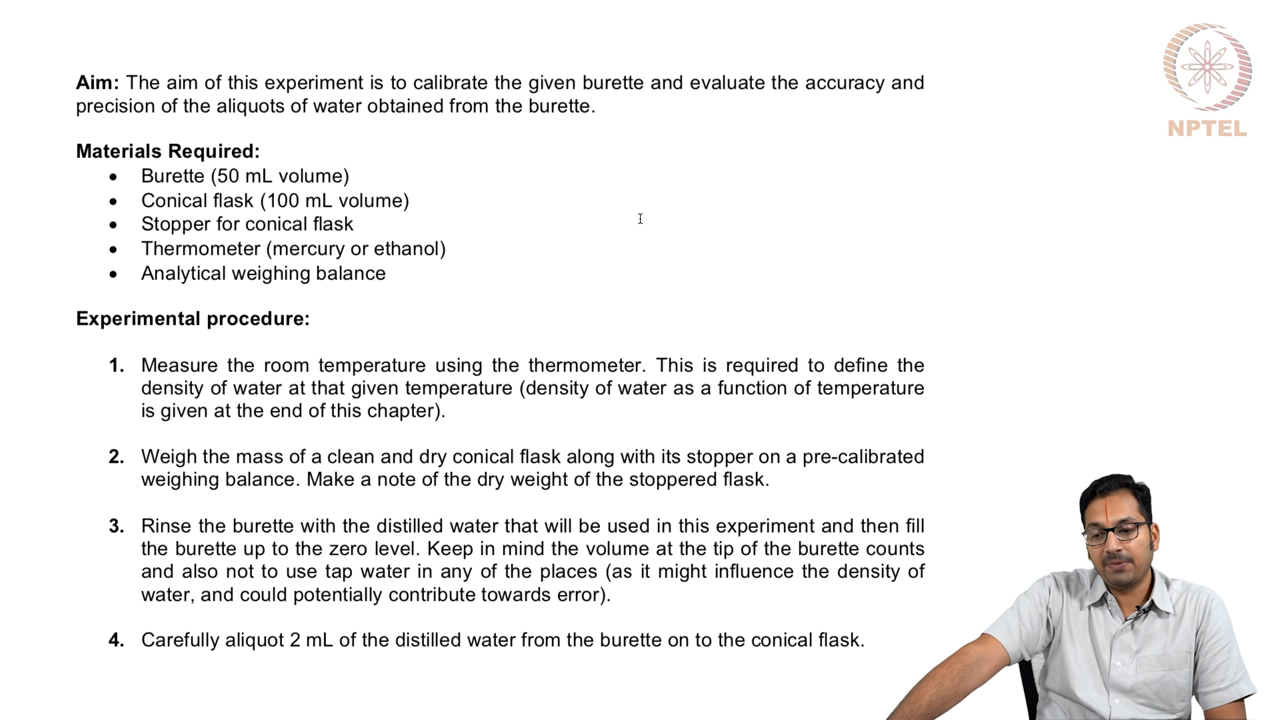 Aim: The aim of this experiment is to calibrate the given burette and evaluate the accuracy and
precision of the aliquots of water obtained from the burette.
NPTEL
Materials Required:
• Burette (50 mL volume)
• Conical flask (100 mL volume)
• Stopper for conical flask
• Thermometer (mercury or ethanol)
• Analytical weighing balance
Experimental procedure:
1. Measure the room temperature using the thermometer. This is required to define the
density of water at that given temperature (density of water as a function of temperature
is given at the end of this chapter).
2. Weigh the mass of a clean and dry conical flask along with its stopper on a pre-calibrated
weighing balance. Make a note of the dry weight of the stoppered flask.
3. Rinse the burette with the distilled water that will be used in this experiment and then fill
the burette up to the zero level. Keep in mind the volume at the tip of the burette counts
and also not to use tap water in any of the places (as it might influence the density of
water, and could potentially contribute towards error).
4. Carefully aliquot 2 mL of the distilled water from the burette on to the conical flask.